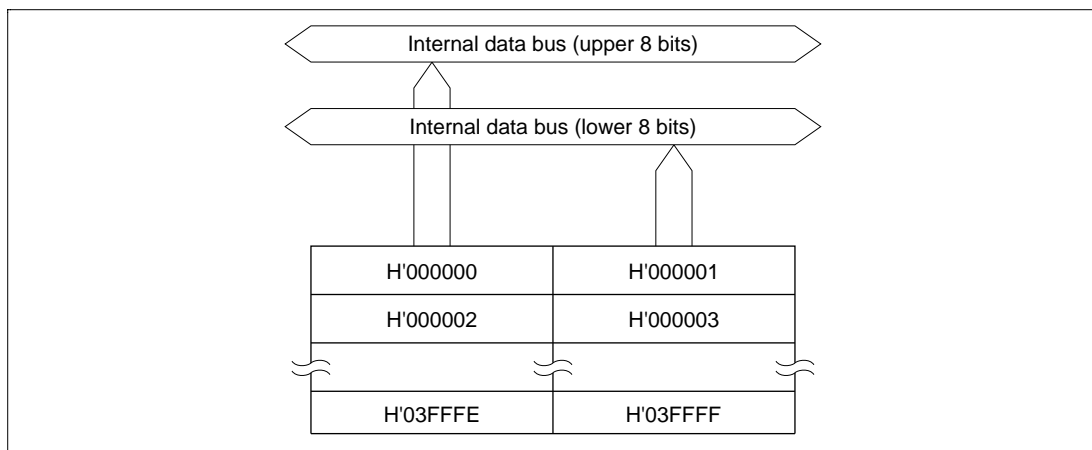 Internal data bus (upper 8 bits)
Internal data bus (lower 8 bits)
H'000000 H'000001
H'000002 H'000003
H'03FFFE H'03FFFF